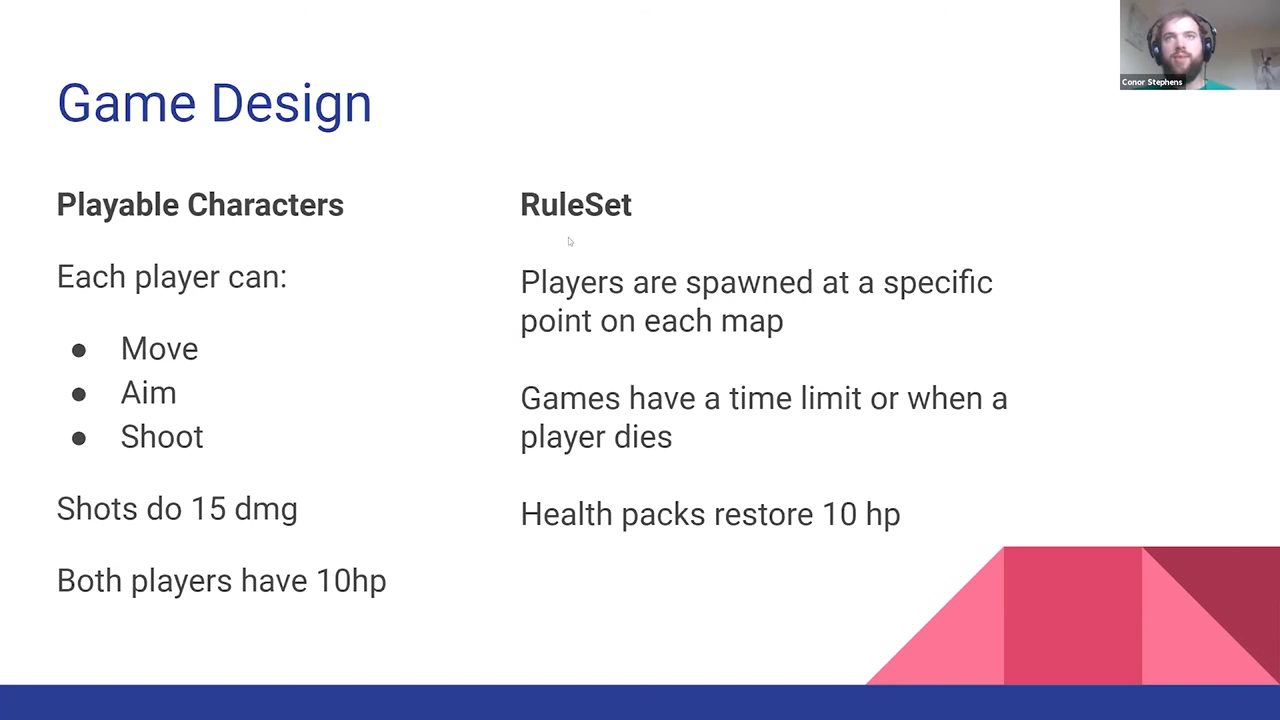 Game Design
Conor Stephens
Playable Characters
Each player can:
● Move
● Aim
● Shoot
Shots do 15 dmg
Both players have 10hp
RuleSet
Players are spawned at a specific
point on each map
Games have a time limit or when a
player dies
Health packs restore 10 hp